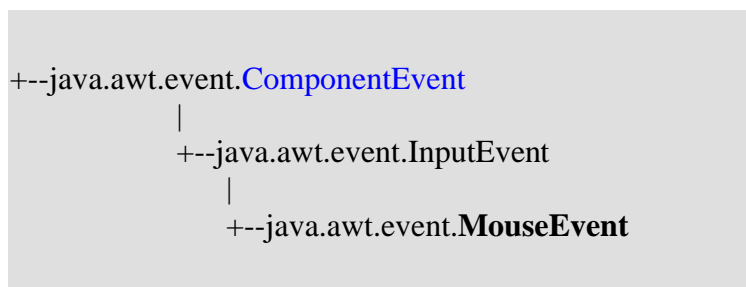 +--java.awt.event.ComponentEvent
|
+--java.awt.event.InputEvent
|
+--java.awt.event.MouseEvent